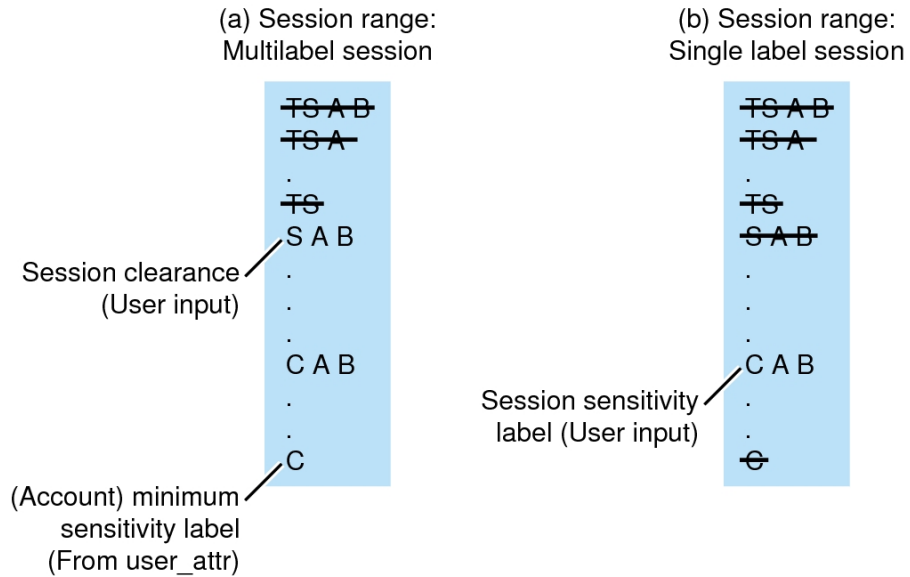 (a) Session range:
Multilabel session
TS A B
TS A
.
TS
S A B
Session clearance
(User input)
.
.
.
C A B
.
.
C
(Account) minimum
sensitivity label
(From user_attr)
(b) Session range:
Single label session
TS A B
TS A
.
TS
S A B
.
.
.
C A B
Session sensitivity
label (User input)
.
.
C